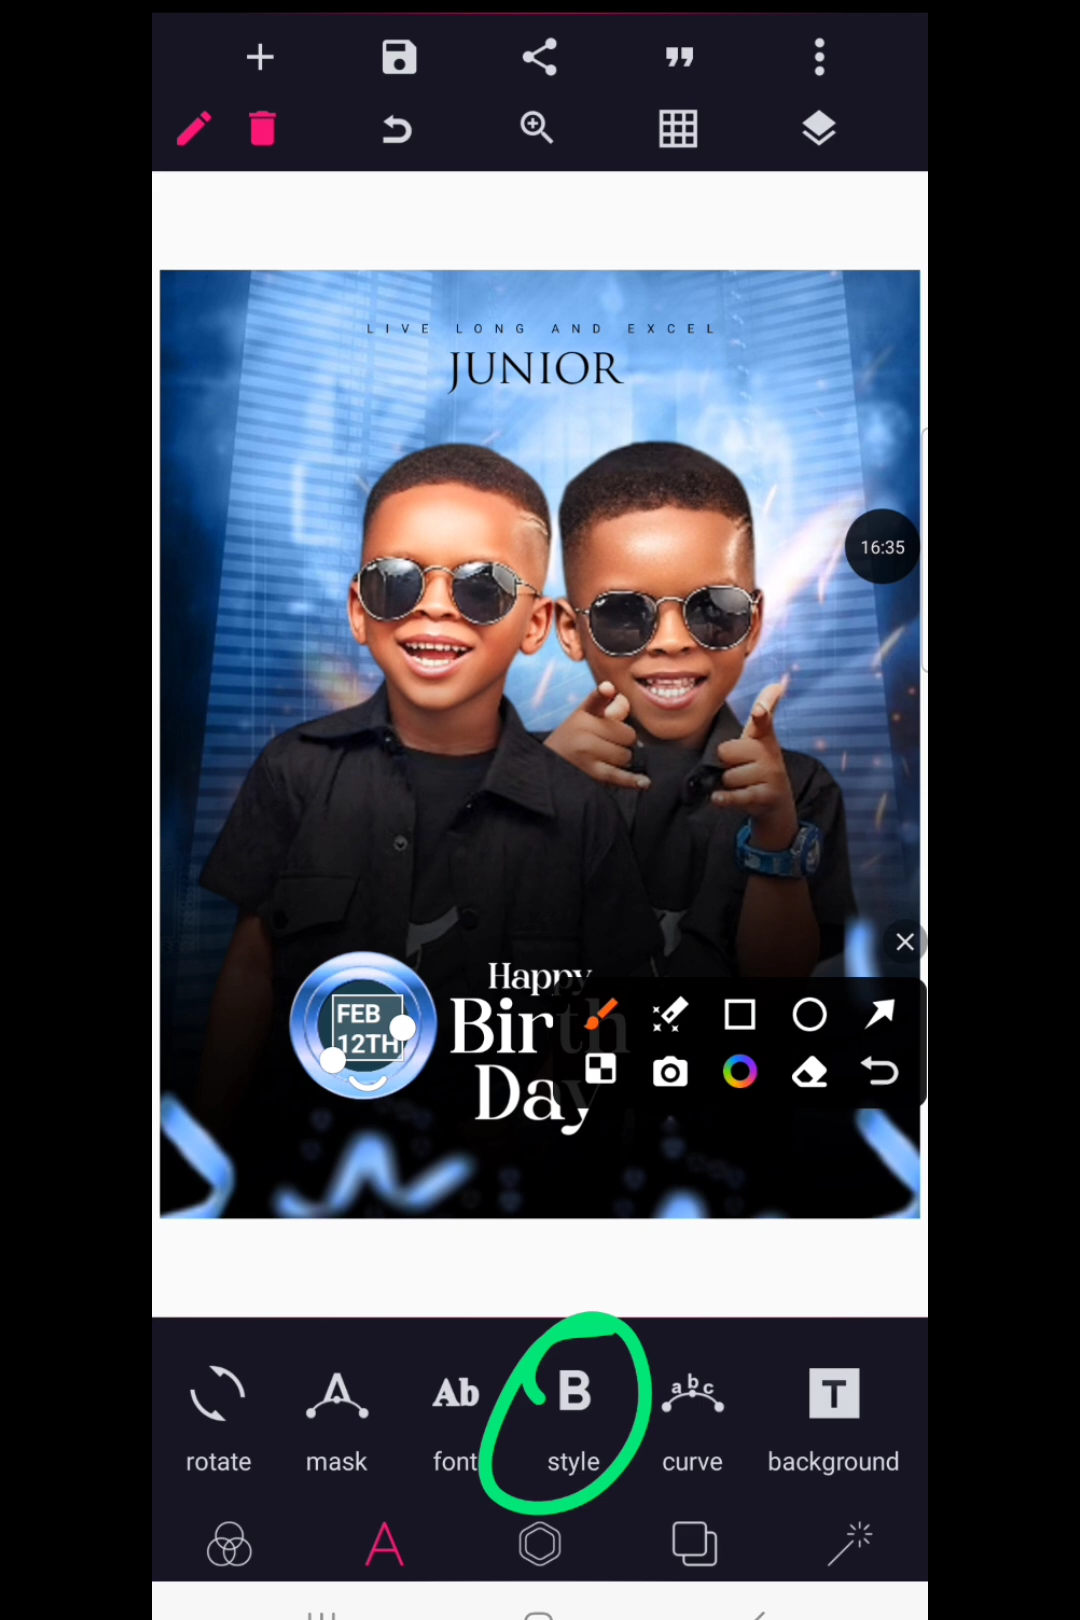 LIVE LONG AND EXCEL
JUNIOR
16:35
FEB
12TH
Happy
Birth
Day
rotate
mask
Ab
font
B
style
abc
curve
T
background
A